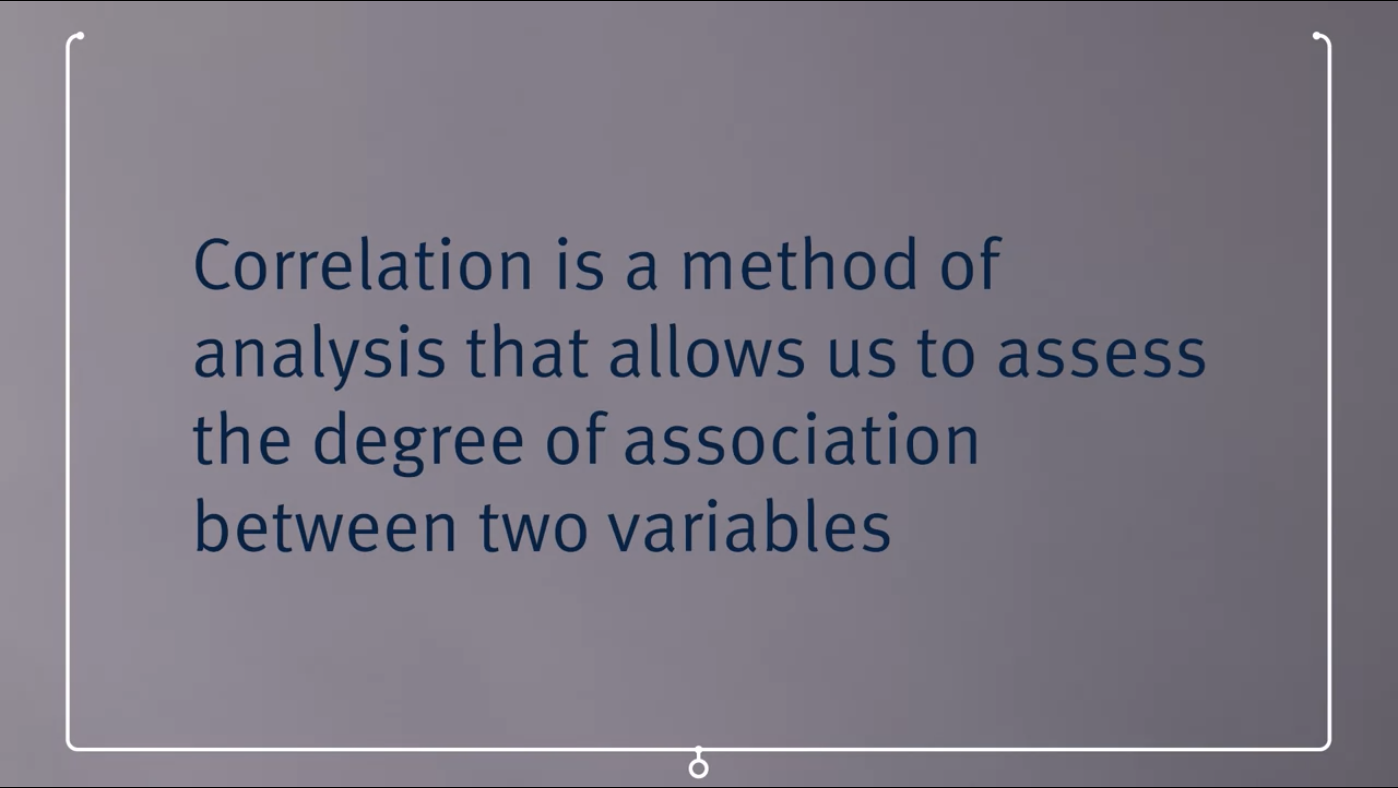 Correlation is a method of
analysis that allows us to assess
the degree of association
between two variables